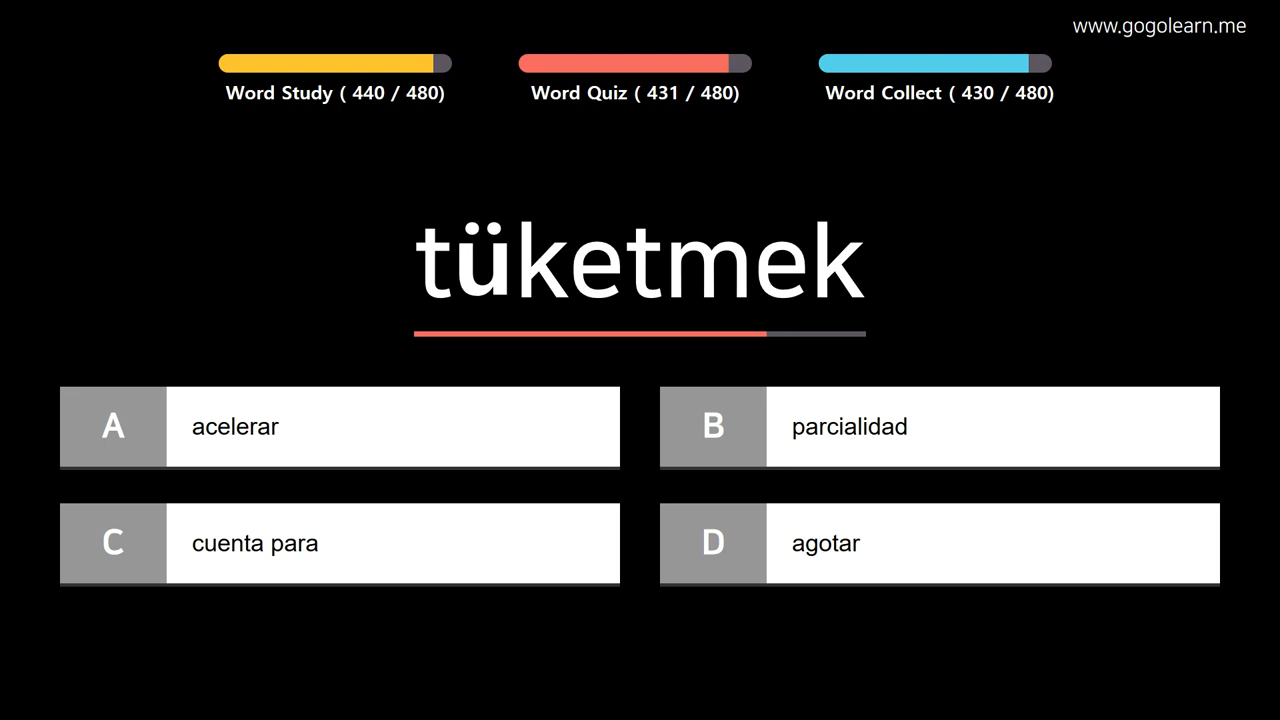 www.gogolearn.me
Word Study ( 440 / 480)
Word Quiz ( 431 / 480)
Word Collect ( 430 / 480)
tüketmek
A acelerar
B parcialidad
C cuenta para
D agotar